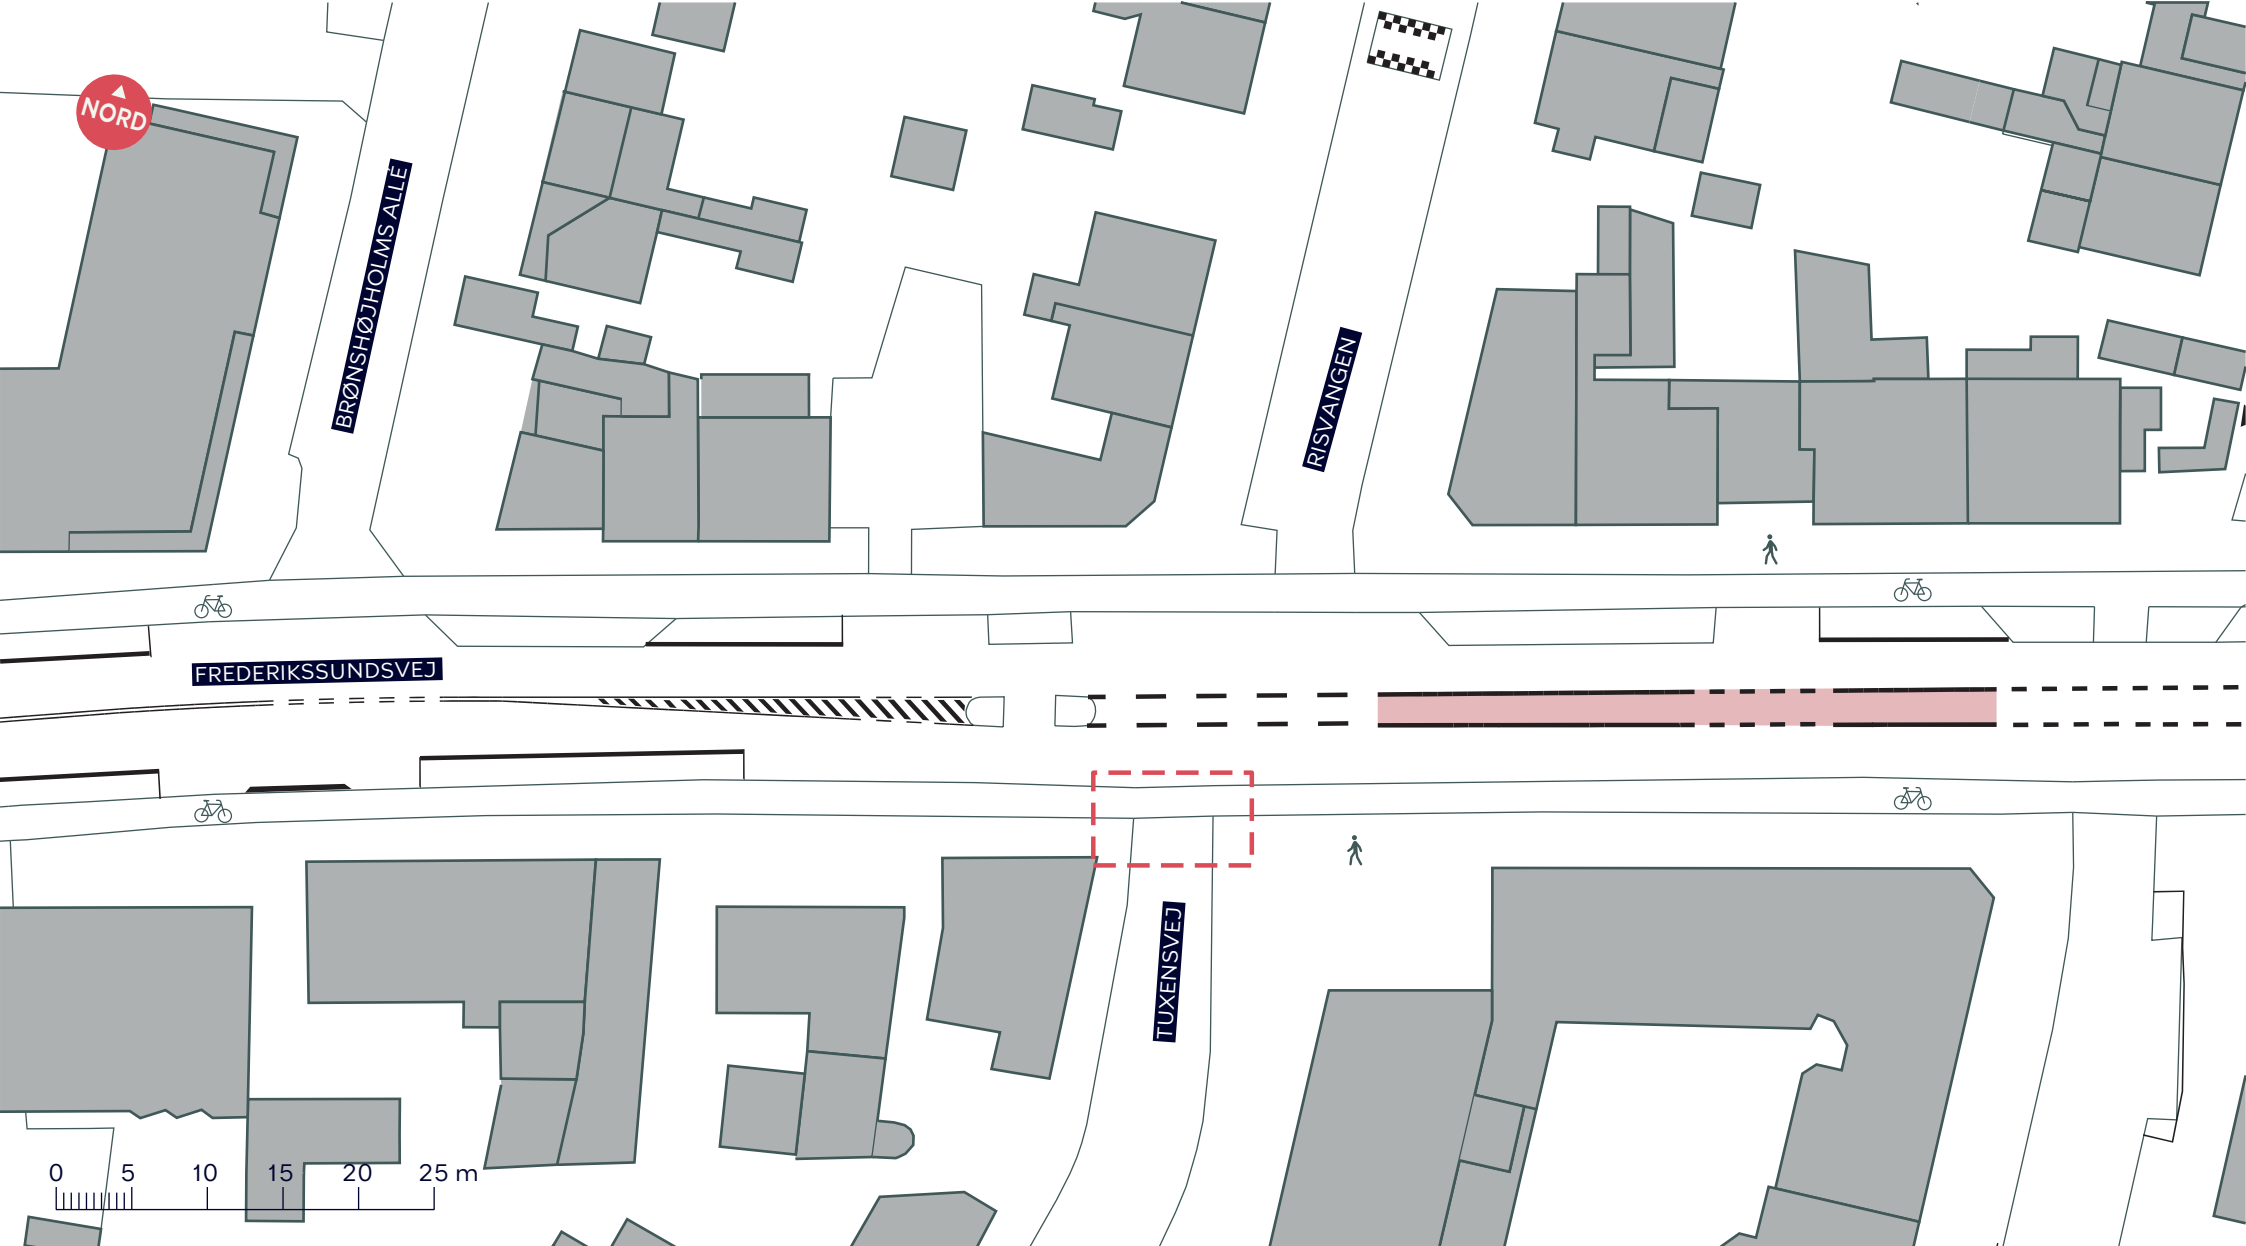 NORD
BRØNSHØJHOLMS ALLÉ
RISVANGEN
FREDERIKSSUNDSVEJ
TUXENSVEJ
0 5 10 15 20 25 m